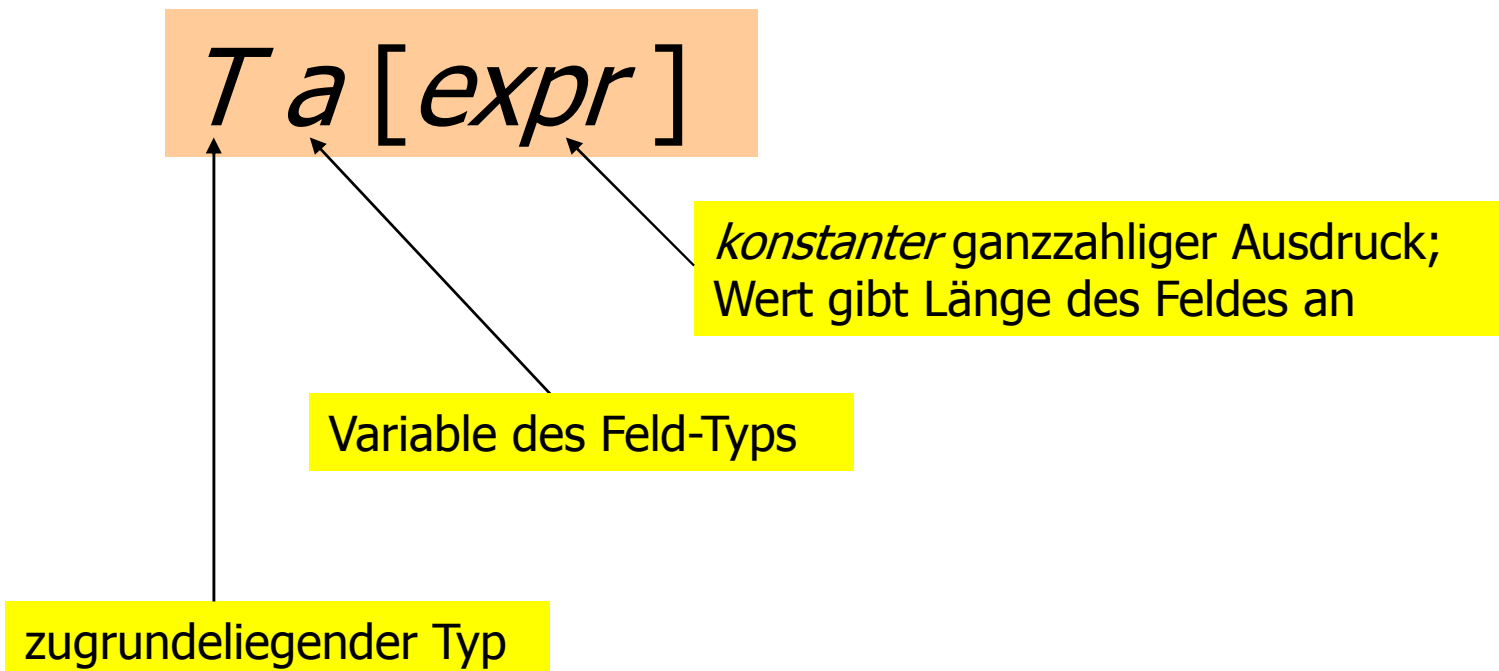 T a [expr]
konstanter ganzzahliger Ausdruck;
Wert gibt Länge des Feldes an
Variable des Feld-Typs
zugrundeliegender Typ